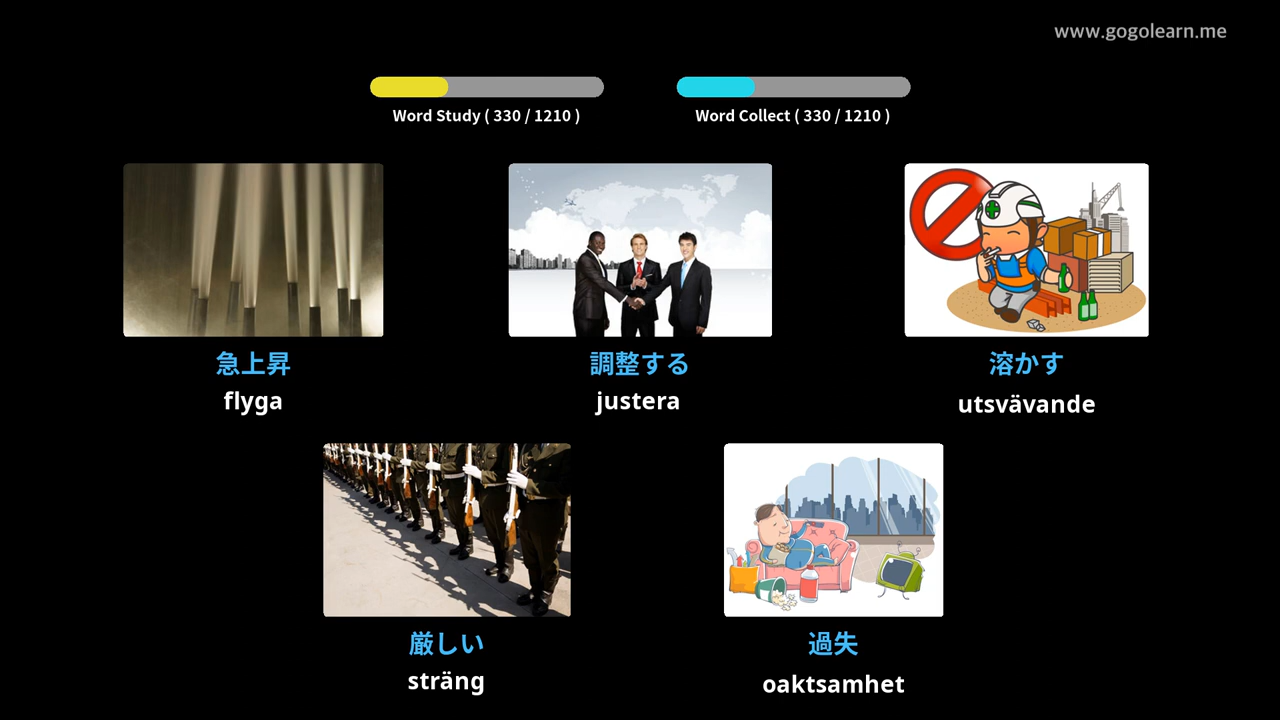 www.gogolearn.me
Word Study ( 330 / 1210 )
Word Collect ( 330 / 1210 )
急上昇
flyga
調整する
justera
溶かす
utsvävande
厳しい
sträng
過失
oaktsamhet